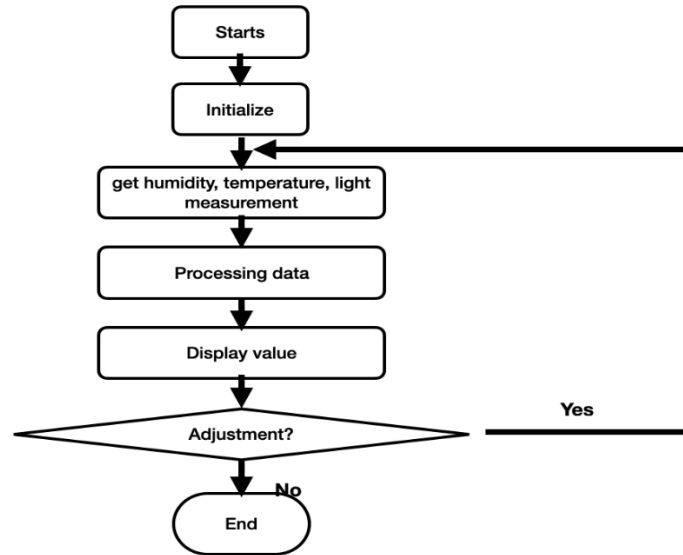 Starts
Initialize
get humidity, temperature, light
measurement
Processing data
Display value
Adjustment?
Yes
No
End